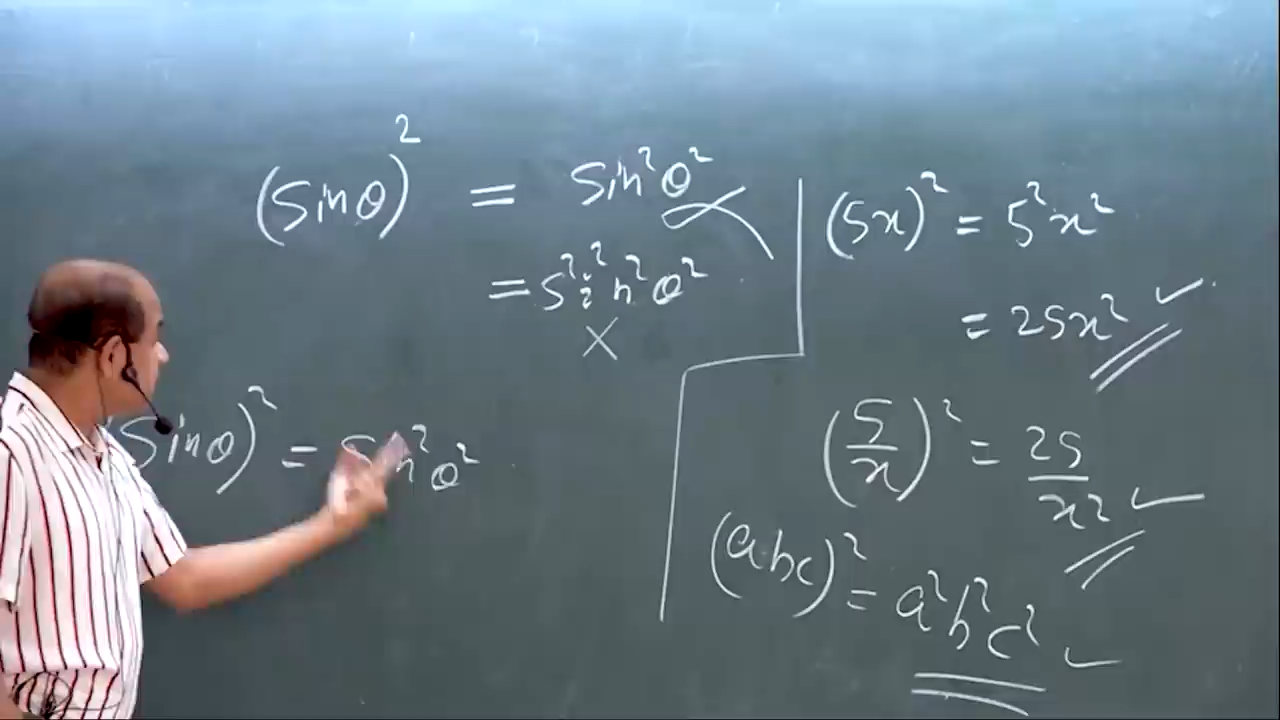 (sinθ)² = sin²θ²
= s²i²n²θ²
(sinθ)² = sin²θ²
(5x)² = 5²x²
= 25x²
(5/x)² = 25/x²
(abc)² = a²b²c²